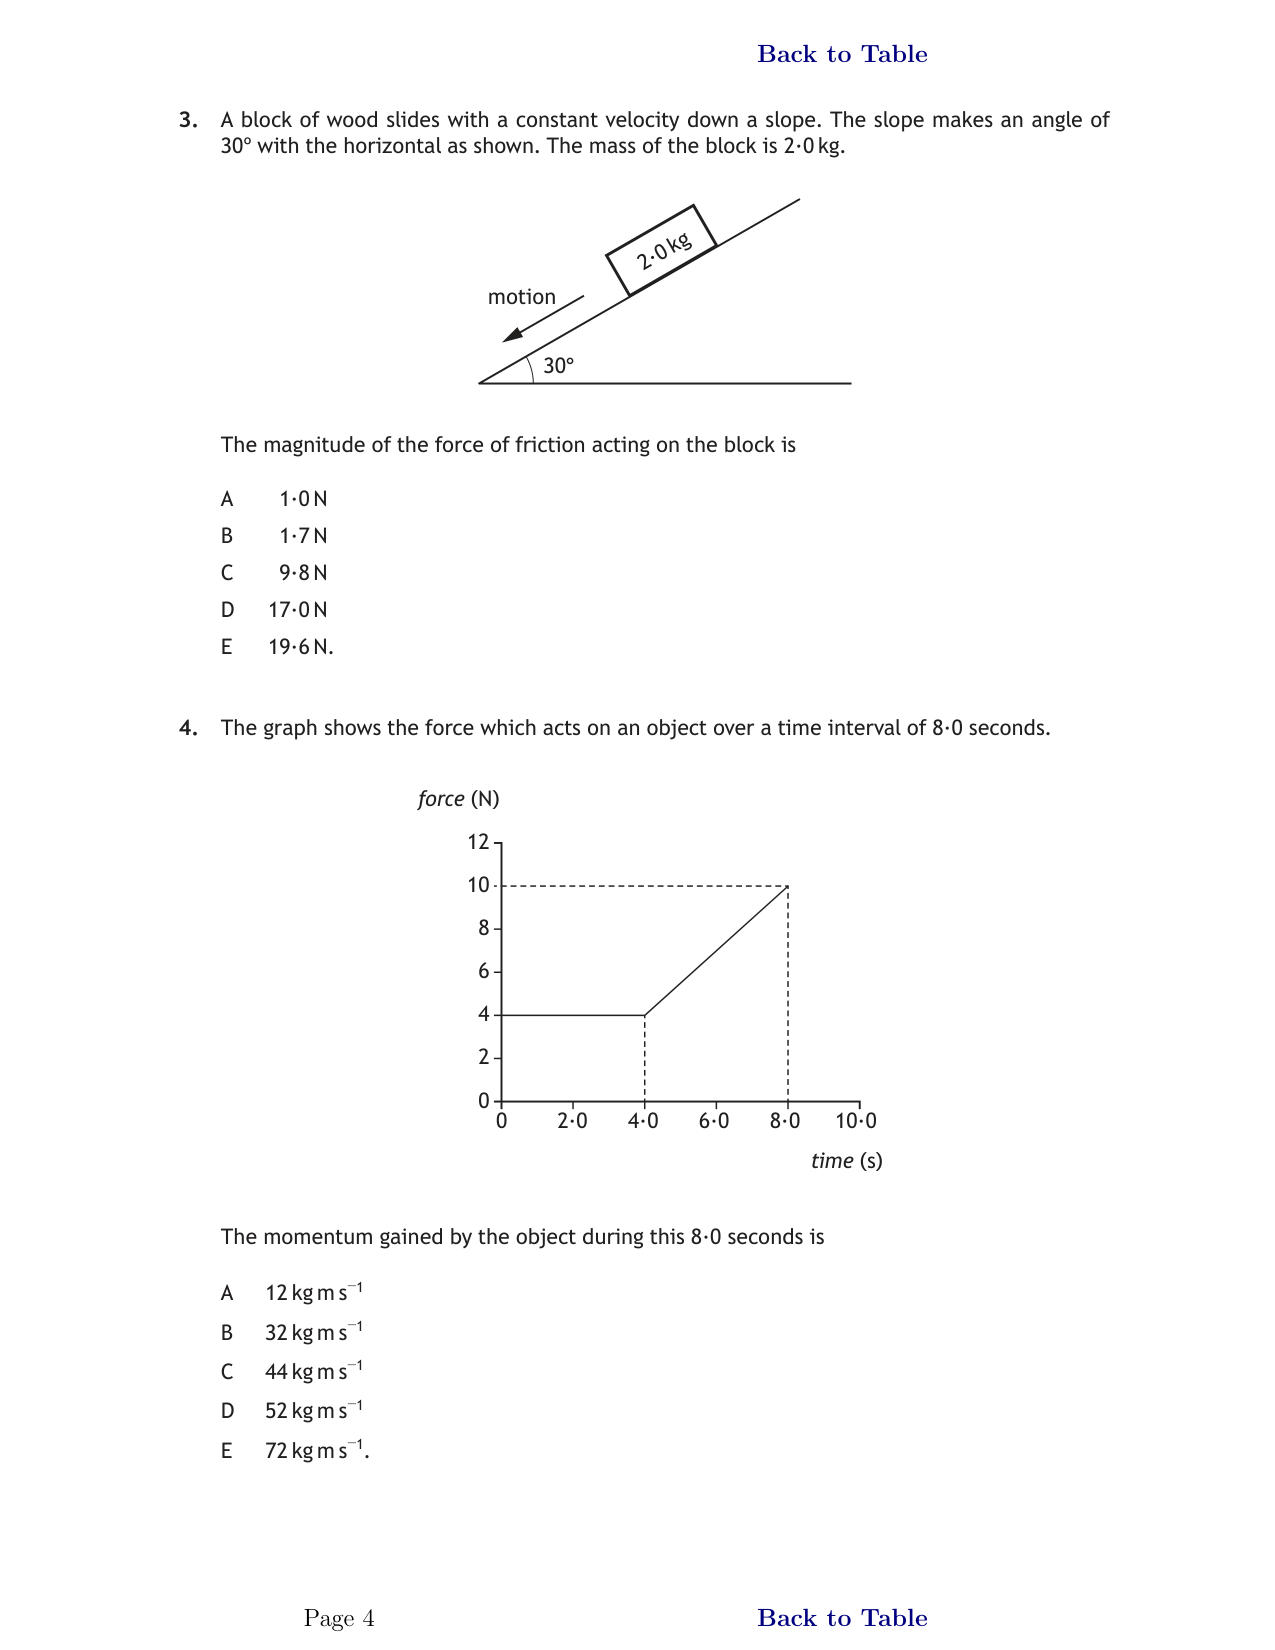 Back to Table
3. A block of wood slides with a constant velocity down a slope. The slope makes an angle of
30° with the horizontal as shown. The mass of the block is 2·0 kg.
2·0 kg
motion
30°
The magnitude of the force of friction acting on the block is
A 1·0 N
B 1·7 N
C 9·8 N
D 17·0 N
E 19·6 N.
4. The graph shows the force which acts on an object over a time interval of 8·0 seconds.
force (N)
12
10
8
6
4
2
0
0 2·0 4·0 6·0 8·0 10·0
time (s)
The momentum gained by the object during this 8·0 seconds is
A 12 kg m s⁻¹
B 32 kg m s⁻¹
C 44 kg m s⁻¹
D 52 kg m s⁻¹
E 72 kg m s⁻¹.
Page 4 Back to Table